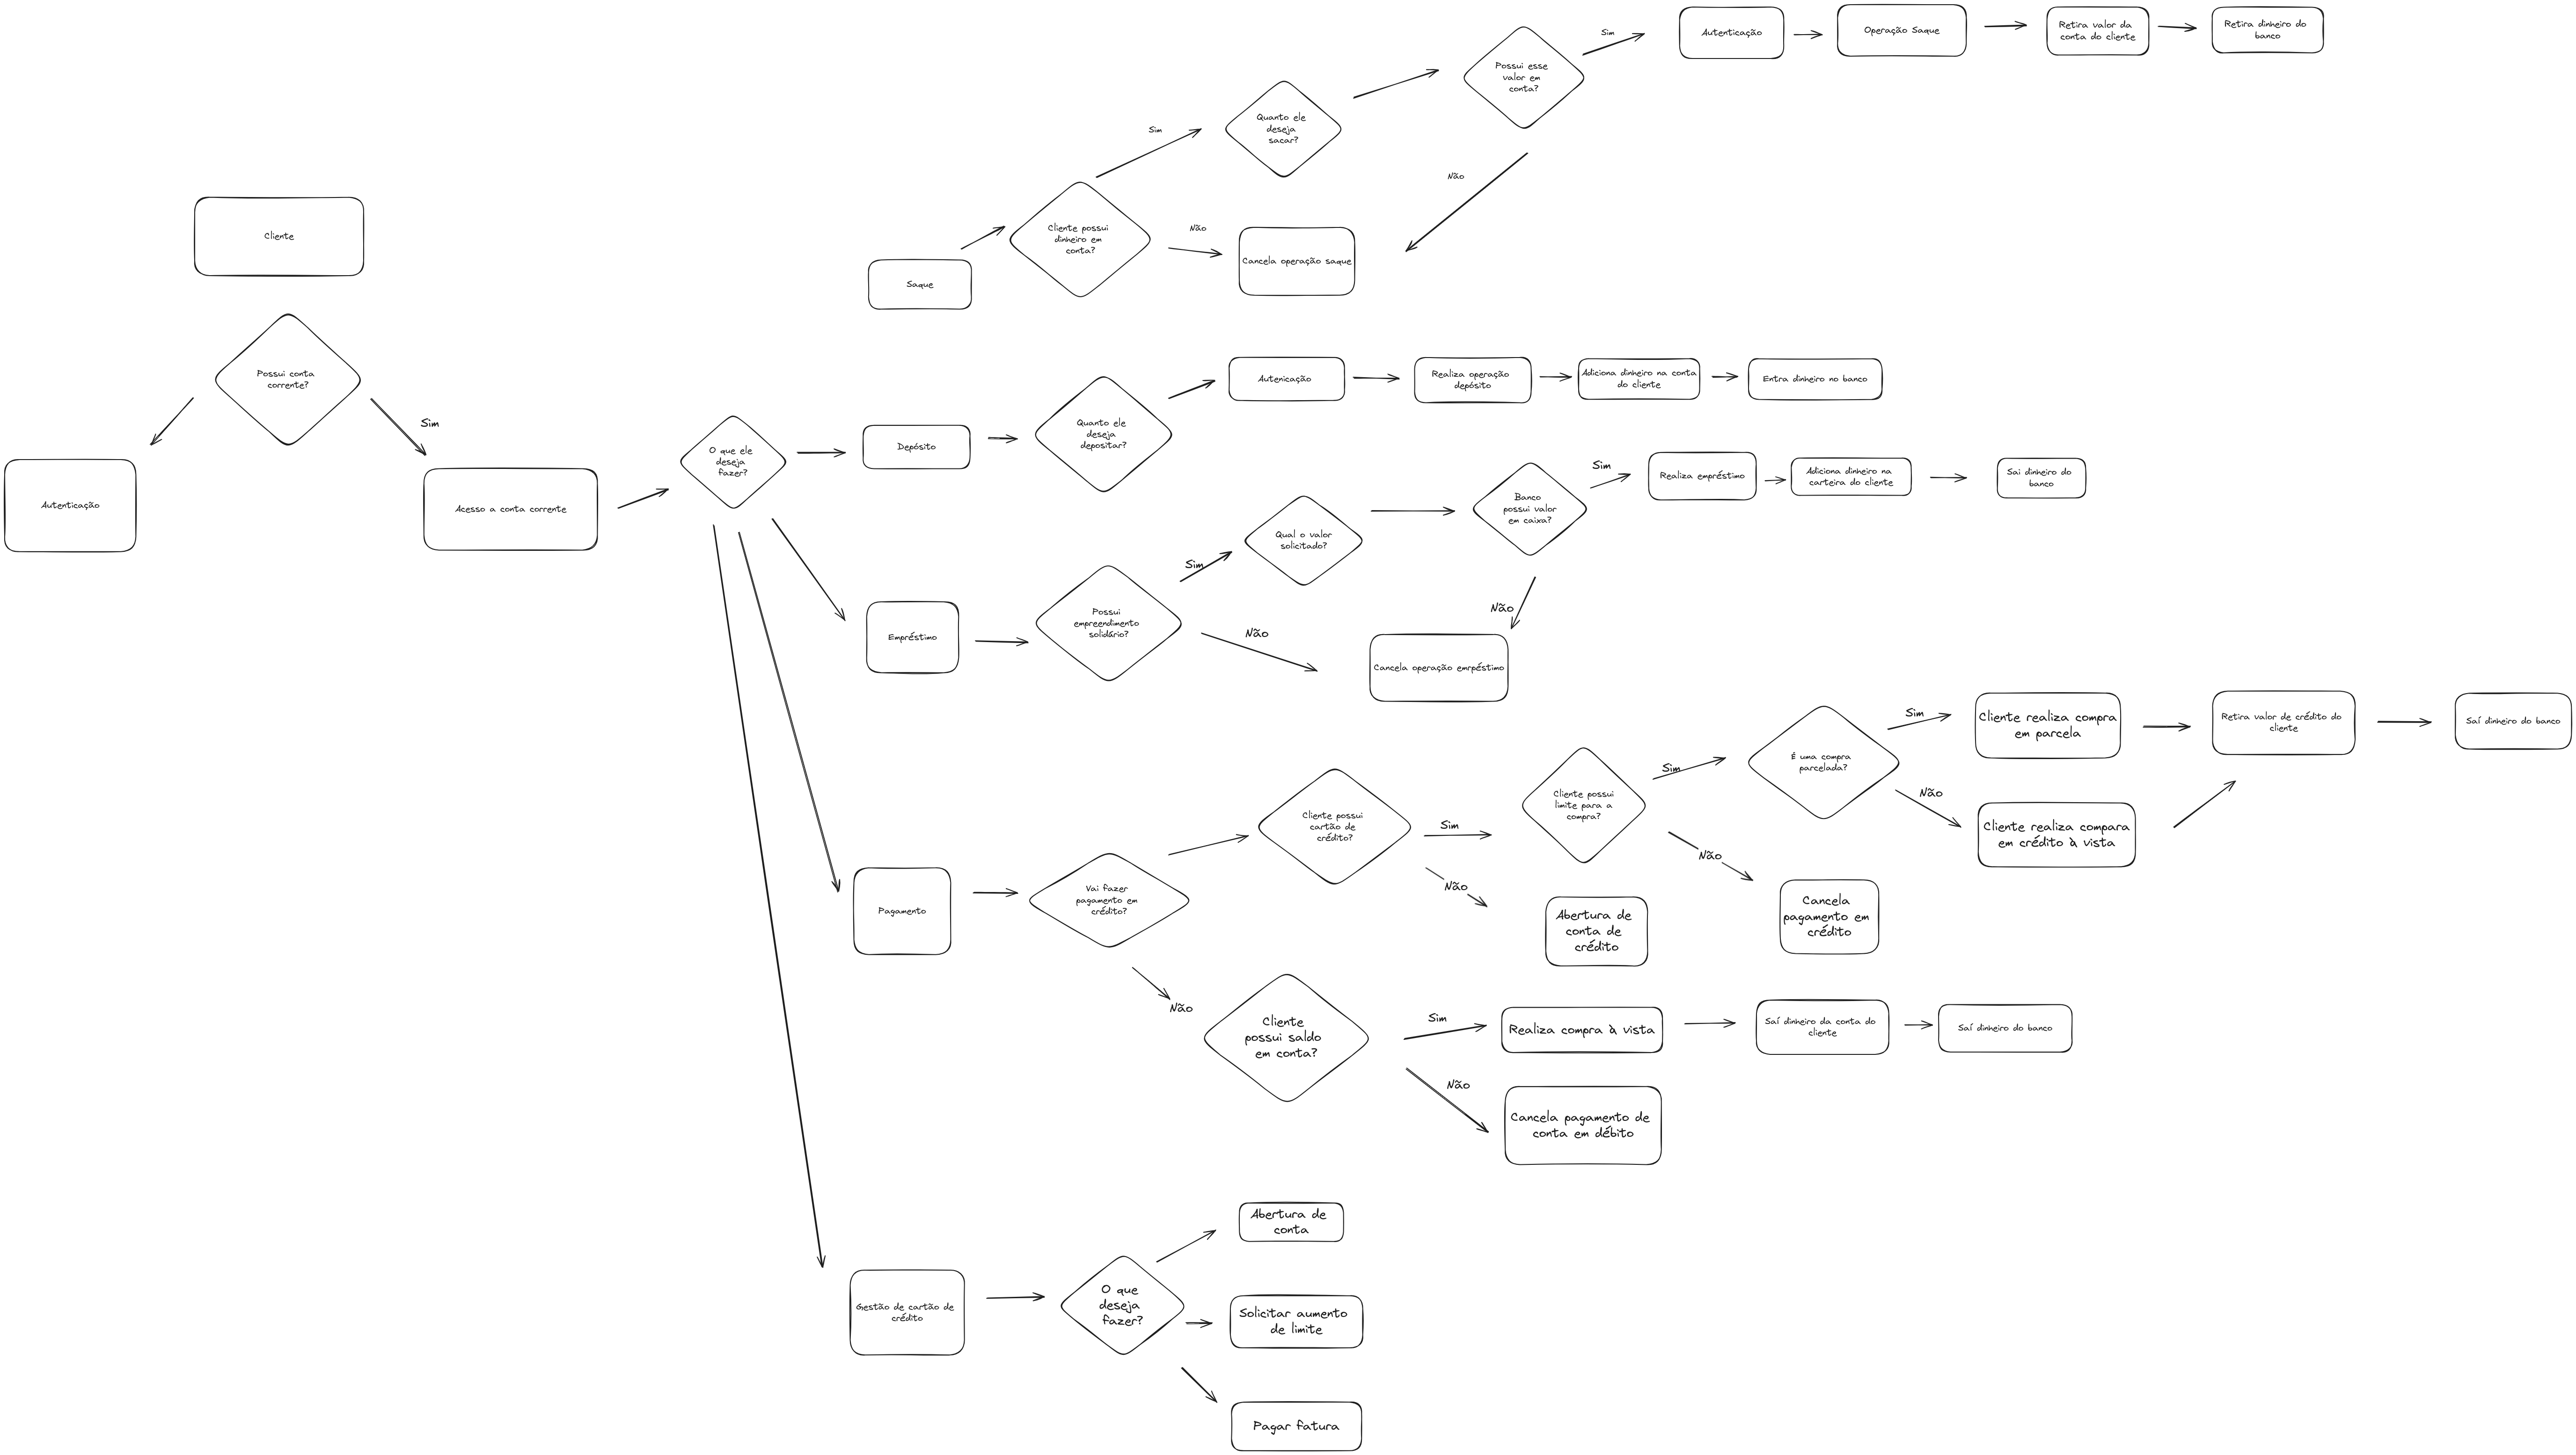 Cliente
Possui conta
corrente?
Sim
Autenticação
Acesso a conta corrente
O que ele
deseja
fazer?
Saque
Cliente possui
dinheiro em
conta?
Sim
Não
Cancela operação saque
Quanto ele
deseja
sacar?
Possui esse
valor em
conta?
Sim
Não
Autenticação
Operação Saque
Retira valor da
conta do cliente
Retira dinheiro do
banco
Depósito
Quanto ele
deseja
depositar?
Autenicação
Realiza operação
depósito
Adiciona dinheiro na conta
do cliente
Entra dinheiro no banco
Empréstimo
Possui
empreendimento
solidário?
Sim
Não
Qual o valor
solicitado?
Banco
possui valor
em caixa?
Sim
Não
Realiza empréstimo
Adiciona dinheiro na
carteira do cliente
Sai dinheiro do
banco
Cancela operação emrpéstimo
Pagamento
Vai fazer
pagamento em
crédito?
Não
Cliente possui
cartão de
crédito?
Sim
Não
Abertura de
conta de
crédito
Cliente possui
limite para a
compra?
Sim
Não
Cancela
pagamento em
crédito
É uma compra
parcelada?
Sim
Não
Cliente realiza compra
em parcela
Cliente realiza compara
em crédito à vista
Retira valor de crédito do
cliente
Saí dinheiro do banco
Cliente
possui saldo
em conta?
Sim
Não
Realiza compra à vista
Saí dinheiro da conta do
cliente
Saí dinheiro do banco
Cancela pagamento de
conta em débito
Gestão de cartão de
crédito
O que
deseja
fazer?
Abertura de
conta
Solicitar aumento
de limite
Pagar fatura